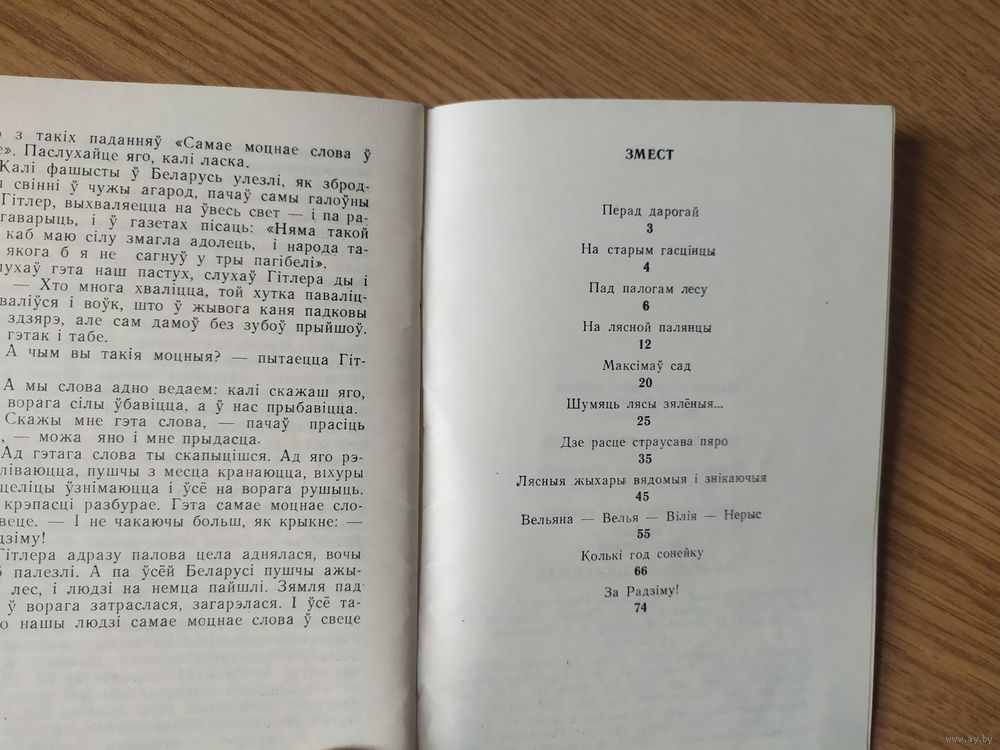 з такіх паданняў «Самае моцнае слова ў
Паслухайце яго, калі ласка.
Калі фашысты ў Беларусь улезлі, як зброд-
свінні ў чужы агарод, пачаў самы галоўны
Гітлер, выхваляецца на ўвесь свет — і па ра-
гаварыць, і ў газетах пісаць: «Няма такой
каб маю сілу змагла адолець, і народа та-
якога б я не сагнуў у тры пагібелі».
гэта наш пастух, слухаў Гітлера ды і
— Хто многа хваліцца, той хутка паваліц-
і воўк, што ў жывога каня падковы
здзярэ, але сам дамоў без зубоў прыйшоў.
гэтак і табе.
А чым вы такія моцныя? — пытаецца Гіт-
А мы слова адно ведаем: калі скажаш яго,
ворага сілы ўбавіцца, а ў нас прыбавіцца.
Скажы мне гэта слова, — пачаў прасіць
, — можа яно і мне прыдасца.
Ад гэтага слова ты скапыцішся. Ад яго рэ-
пушчы з месца кранаюцца, віхуры
ўзнімаюцца і ўсё на ворага рушыць.
крэпасці разбурае. Гэта самае моцнае сло-
— І не чакаючы больш, як крыкне: —
Гітлера адразу палова цела аднялася, вочы
палезлі. А па ўсёй Беларусі пушчы ажы-
лес, і людзі на немца пайшлі. Зямля пад
ў ворага затраслася, загарэлася. І ўсё та-
нашы людзі самае моцнае слова ў свеце
ЗМЕСТ
Перад дарогай
3
На старым гасцінцы
4
Пад палогам лесу
6
На лясной палянцы
12
Максімаў сад
20
Шумяць лясы зялёныя...
25
Дзе расце страусава пяро
35
Лясныя жыхары вядомыя і знікаючыя
45
Вельяна — Велья — Вілія — Нерыс
55
Колькі год сонейку
66
За Радзіму!
74
www.ay.by